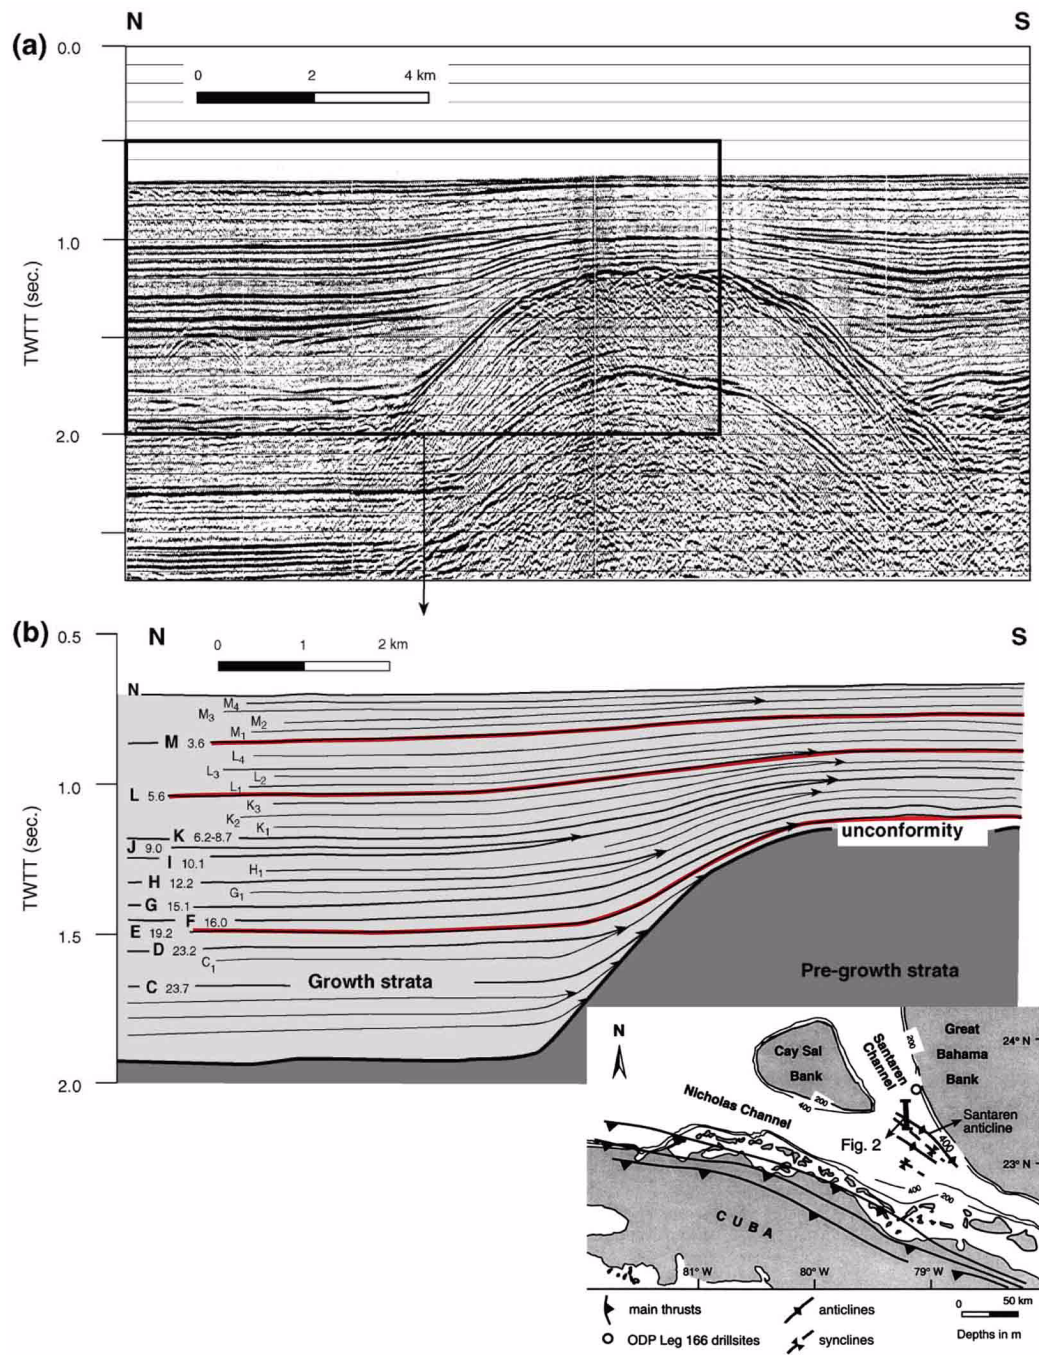 N S
(a)
0.0
0 2 4 km
1.0
TWTT (sec.)
2.0
(b)
0.5
N S
0 1 2 km
N
M₄
M₃ M₂
M₁
M 3.6
L₄
L₃ L₂
L₁
1.0
L 5.6
K₃
K₂ K₁
K 6.2-8.7
J 9.0
I 10.1
H₁
H 12.2
G₁
G 15.1
F 16.0
E 19.2
D 23.2
C₁
C 23.7
unconformity
TWTT (sec.)
1.5
Growth strata
Pre-growth strata
2.0
N
Cay Sal
Bank
Santaren
Channel
Great
Bahama
Bank
24° N
200
200
400
Nicholas Channel
Santaren
anticline
Fig. 2
400
23° N
400
200
CUBA
81° W 80° W 79° W
main thrusts
anticlines
0 50 km
ODP Leg 166 drillsites
synclines
Depths in m